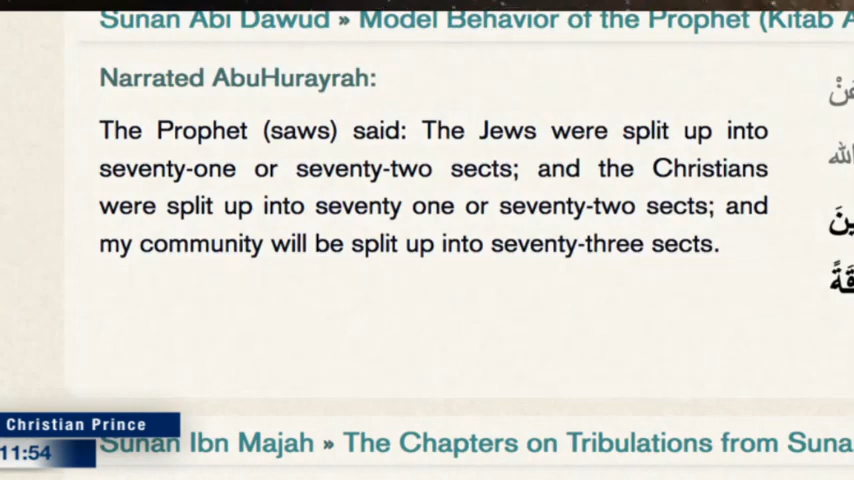 Sunan Abi Dawud » Model Behavior of the Prophet (Kitab A
Narrated AbuHurayrah:
The Prophet (saws) said: The Jews were split up into
seventy-one or seventy-two sects; and the Christians
were split up into seventy one or seventy-two sects; and
my community will be split up into seventy-three sects.
الله
Christian Prince
11:54
Sunan Ibn Majah » The Chapters on Tribulations from Suna